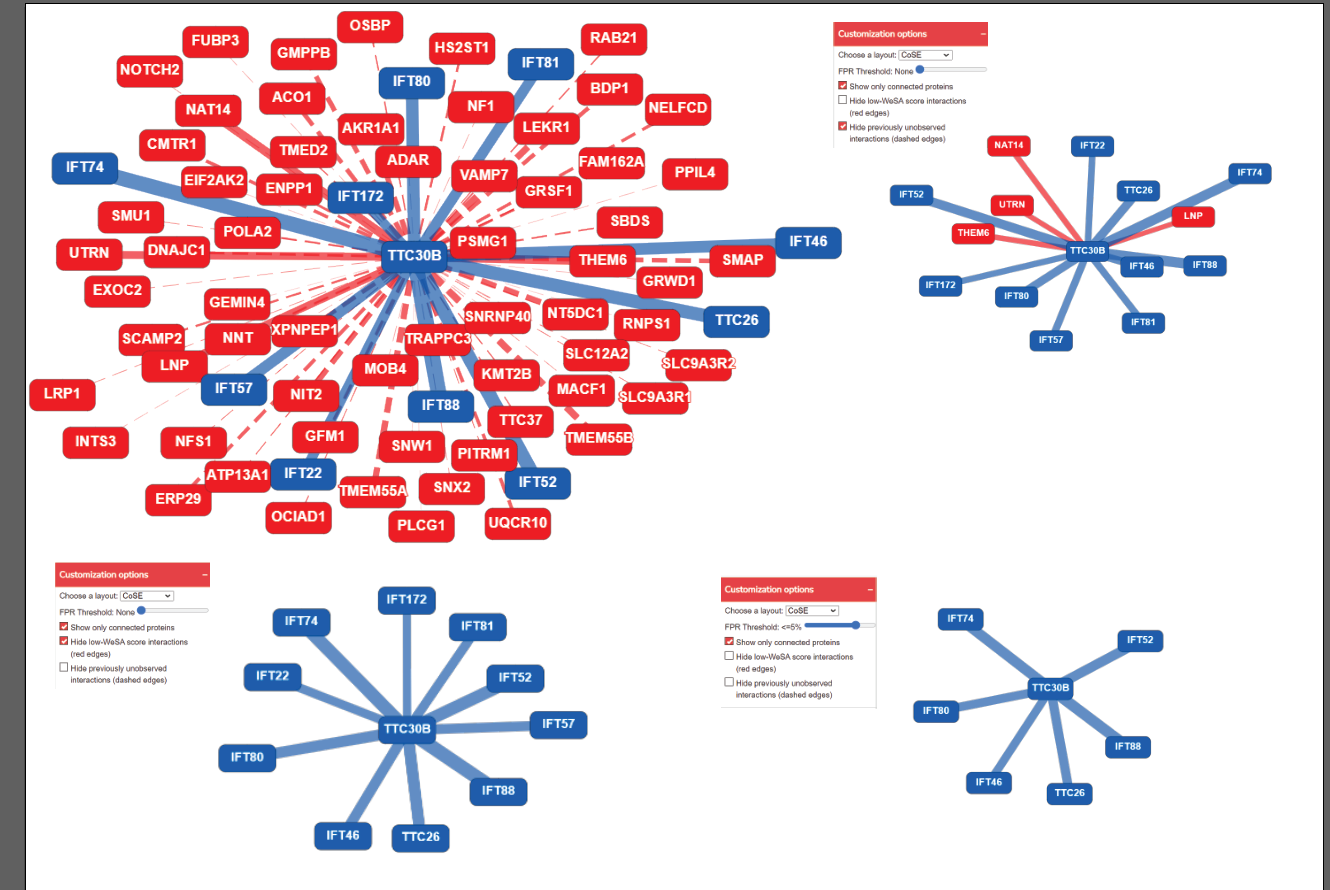 OSBP
FUBP3
GMPPB
HS2ST1
RAB21
NOTCH2
IFT80
IFT81
ACO1
NAT14
NF1
BDP1
NELFCD
AKR1A1
LEKR1
CMTR1
TMED2
ADAR
IFT74
EIF2AK2
ENPP1
IFT172
VAMP7
FAM162A
GRSF1
PPIL4
SMU1
POLA2
SBDS
UTRN
DNAJC1
PSMG1
IFT46
TTC30B
THEM6
SMAP
EXOC2
GRWD1
GEMIN4
SCAMP2
NNT
XPNPEP1
SNRNP40
NT5DC1
RNPS1
TTC26
TRAPPC3
LNP
MOB4
SLC12A2
SLC9A3R2
KMT2B
LRP1
IFT57
NIT2
IFT88
MACF1
SLC9A3R1
TTC37
INTS3
NFS1
GFM1
SNW1
PITRM1
TMEM55B
ATP13A1
IFT22
IFT52
ERP29
TMEM55A
SNX2
OCIAD1
PLCG1
UQCR10
Customization options
−
Choose a layout: CoSE
FPR Threshold: None
Show only connected proteins
Hide low-WeSA score interactions
(red edges)
Hide previously unobserved
interactions (dashed edges)
NAT14
IFT22
IFT74
IFT52
TTC26
UTRN
LNP
THEM6
TTC30B
IFT46
IFT88
IFT172
IFT80
IFT81
IFT57
Customization options
−
Choose a layout: CoSE
FPR Threshold: None
Show only connected proteins
Hide low-WeSA score interactions
(red edges)
Hide previously unobserved
interactions (dashed edges)
IFT172
IFT74
IFT81
IFT22
IFT52
TTC30B
IFT57
IFT80
IFT88
IFT46
TTC26
Customization options
−
Choose a layout: CoSE
FPR Threshold: <=5%
Show only connected proteins
Hide low-WeSA score interactions
(red edges)
Hide previously unobserved
interactions (dashed edges)
IFT74
IFT52
TTC30B
IFT80
IFT88
IFT46
TTC26